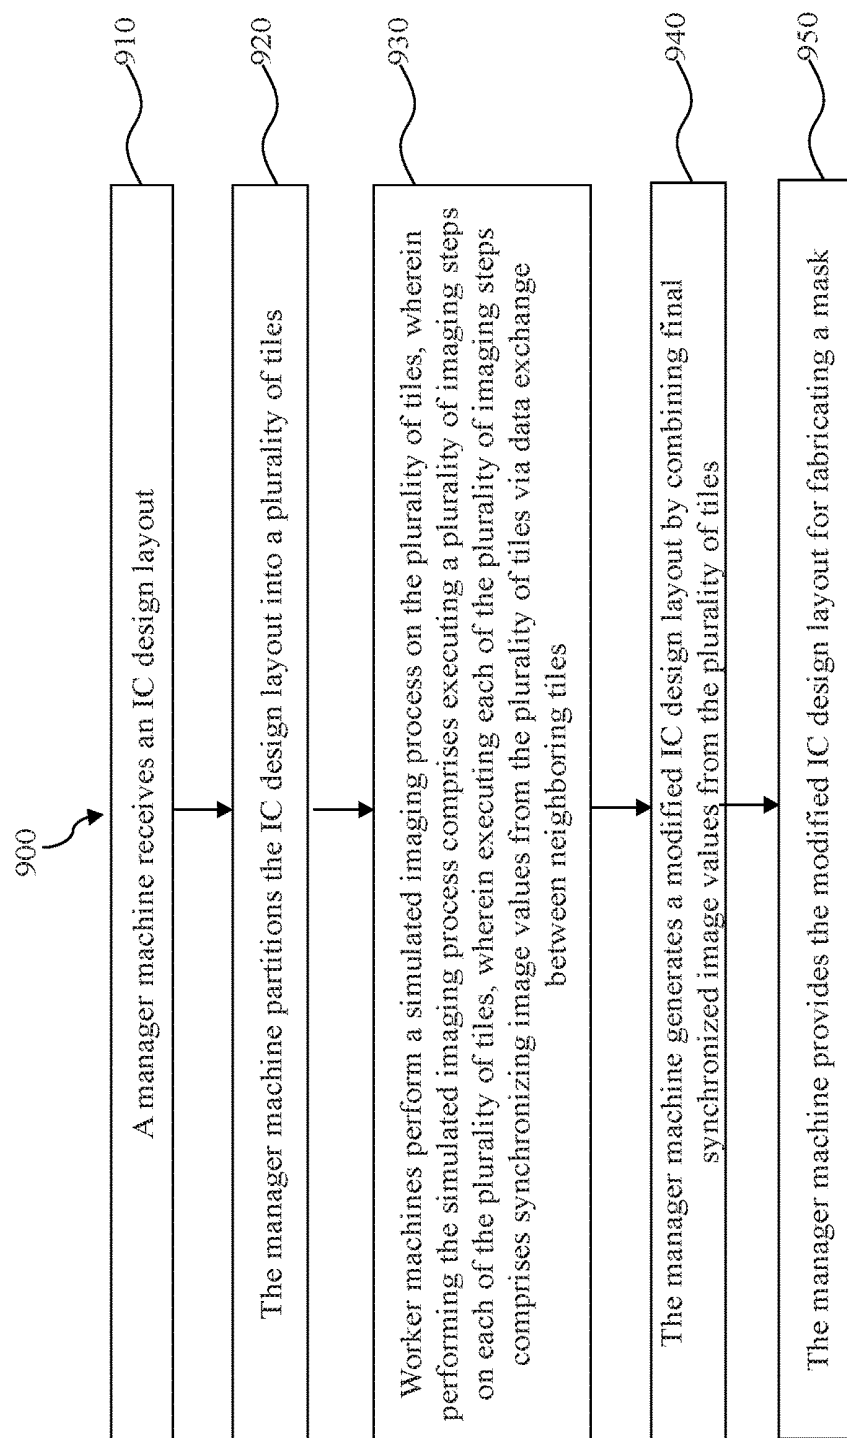 900
A manager machine receives an IC design layout
910
The manager machine partitions the IC design layout into a plurality of tiles
920
Worker machines perform a simulated imaging process on the plurality of tiles, wherein
performing the simulated imaging process comprises executing a plurality of imaging steps
on each of the plurality of tiles, wherein executing each of the plurality of imaging steps
comprises synchronizing image values from the plurality of tiles via data exchange
between neighboring tiles
930
The manager machine generates a modified IC design layout by combining final
synchronized image values from the plurality of tiles
940
The manager machine provides the modified IC design layout for fabricating a mask
950